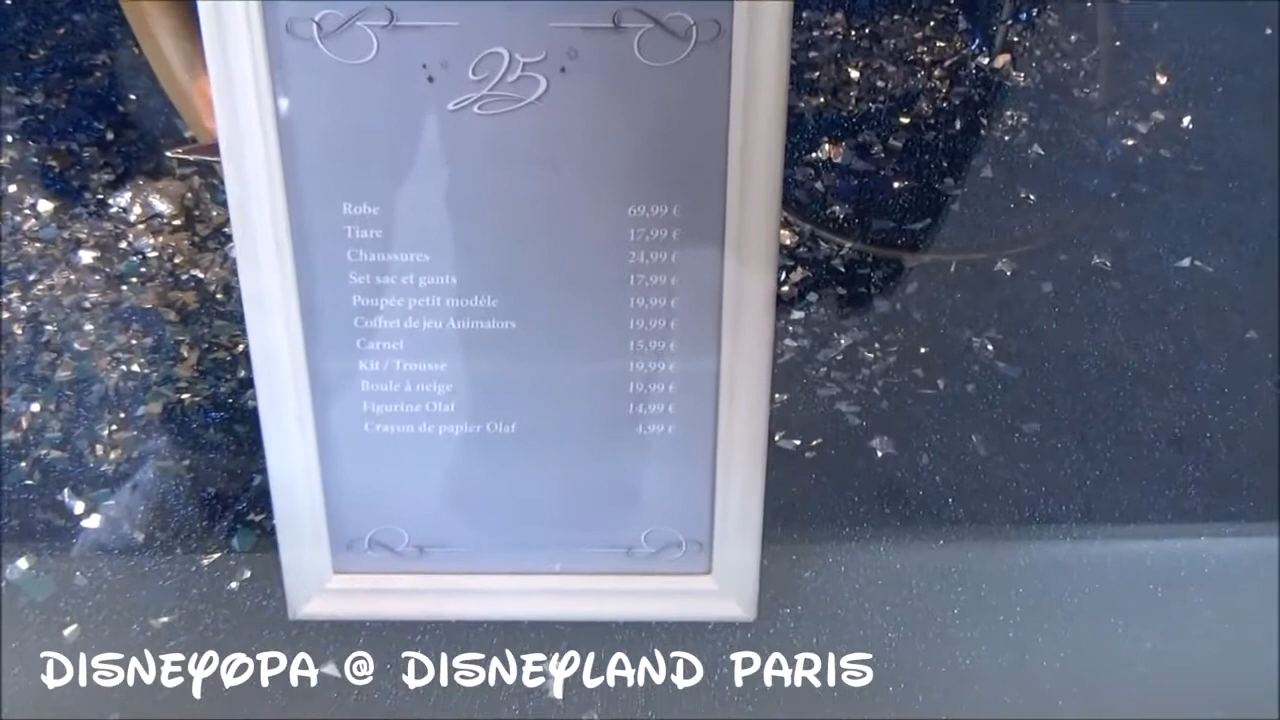 25
Robe 69,99 €
Tiare 17,99 €
Chaussures 24,99 €
Set sac et gants 17,99 €
Poupée petit modèle 19,99 €
Coffret de jeu Animators 19,99 €
Carnet 15,99 €
Kit / Trousse 19,99 €
Boule à neige 19,99 €
Figurine Olaf 14,99 €
Crayon de papier Olaf 4,99 €
DISNEYOPA @ DISNEYLAND PARIS